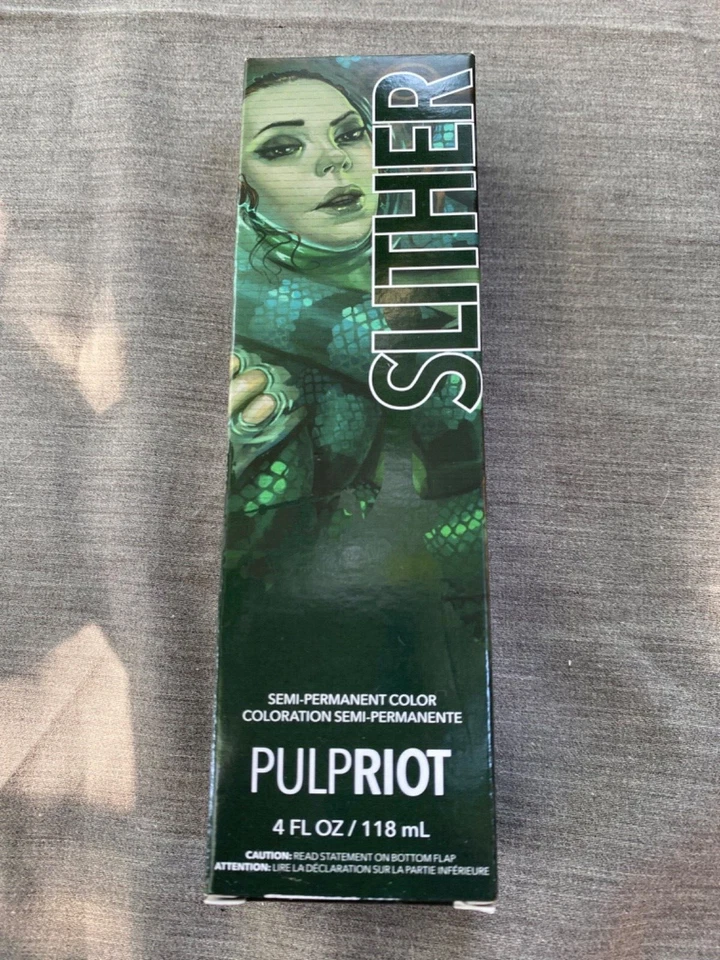 SLITHER
SEMI-PERMANENT COLOR
COLORATION SEMI-PERMANENTE
PULPRIOT
4 FL OZ / 118 mL
CAUTION: READ STATEMENT ON BOTTOM FLAP
ATTENTION: LIRE LA DÉCLARATION SUR LA PARTIE INFÉRIEURE